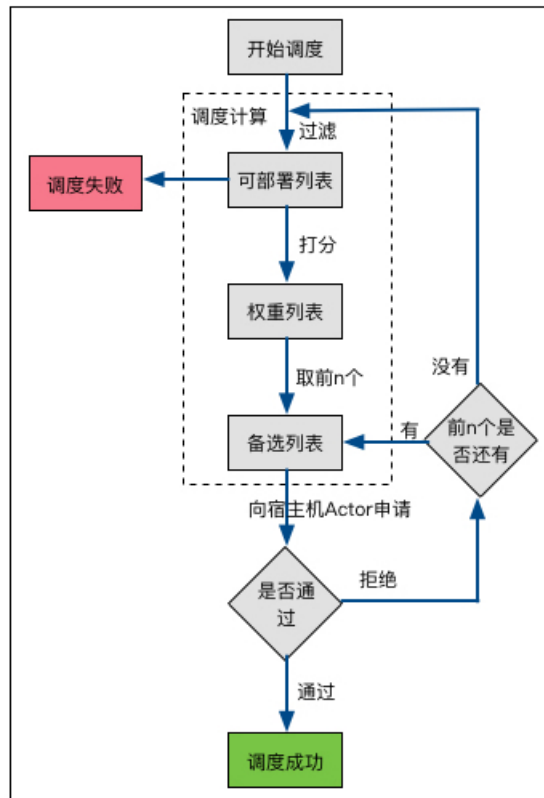 开始调度
调度计算
过滤
调度失败
可部署列表
打分
权重列表
取前n个
没有
备选列表
有
前n个是
否还有
向宿主机Actor申请
是否通
过
拒绝
通过
调度成功